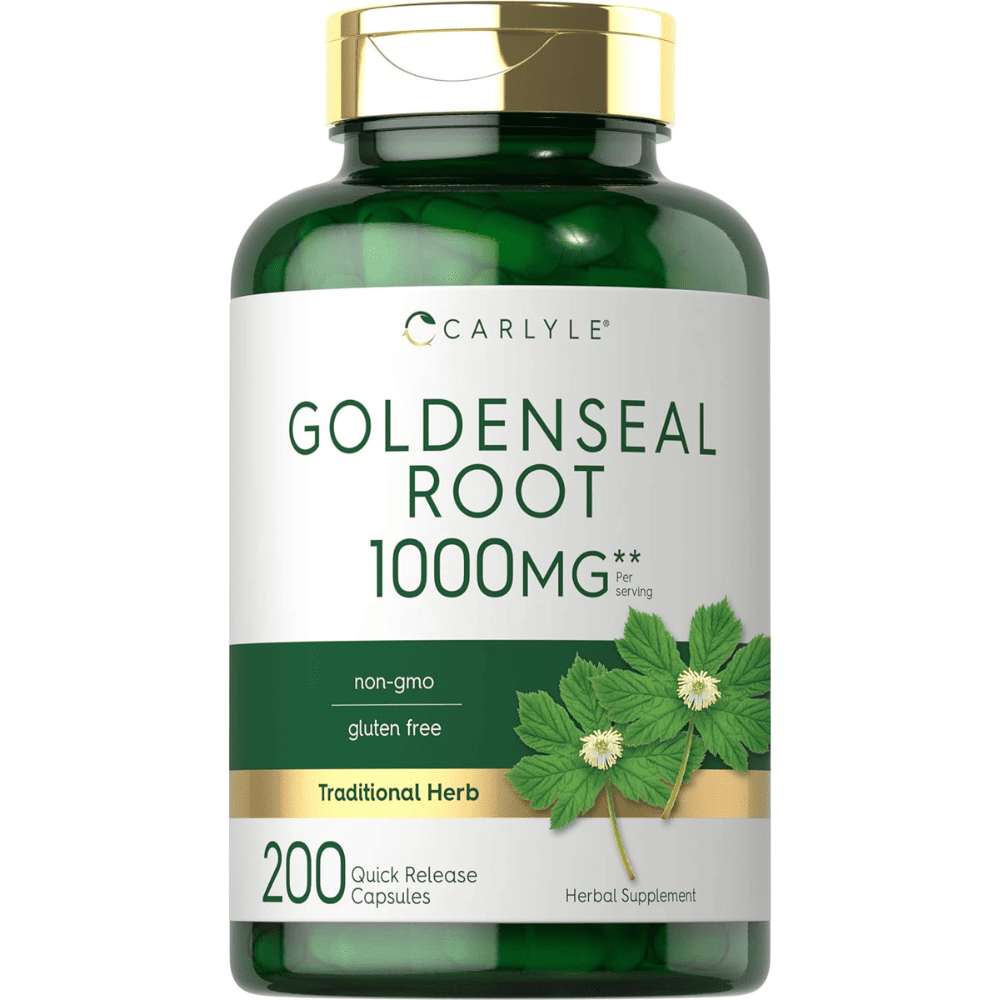 CARLYLE®
GOLDENSEAL
ROOT
1000MG**
Per
serving
non-gmo
gluten free
Traditional Herb
200
Quick Release
Capsules
Herbal Supplement